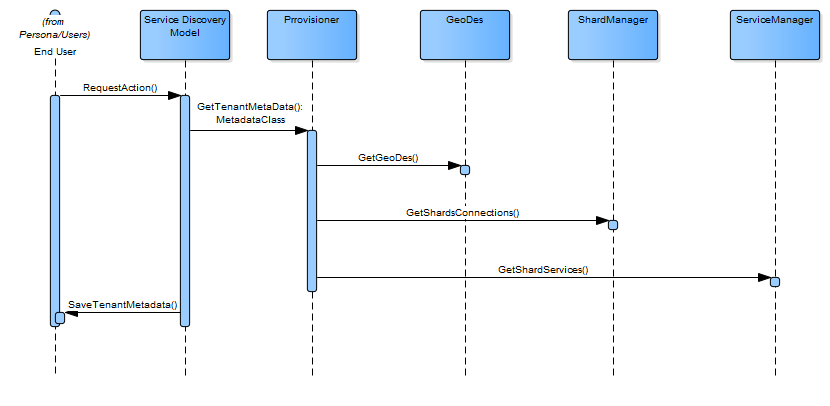 (from
Persona/Users)
End User
Service Discovery
Model
Prrovisioner
GeoDes
ShardManager
ServiceManager
RequestAction()
GetTenantMetaData():
MetadataClass
GetGeoDes()
GetShardsConnections()
GetShardServices()
SaveTenantMetadata()